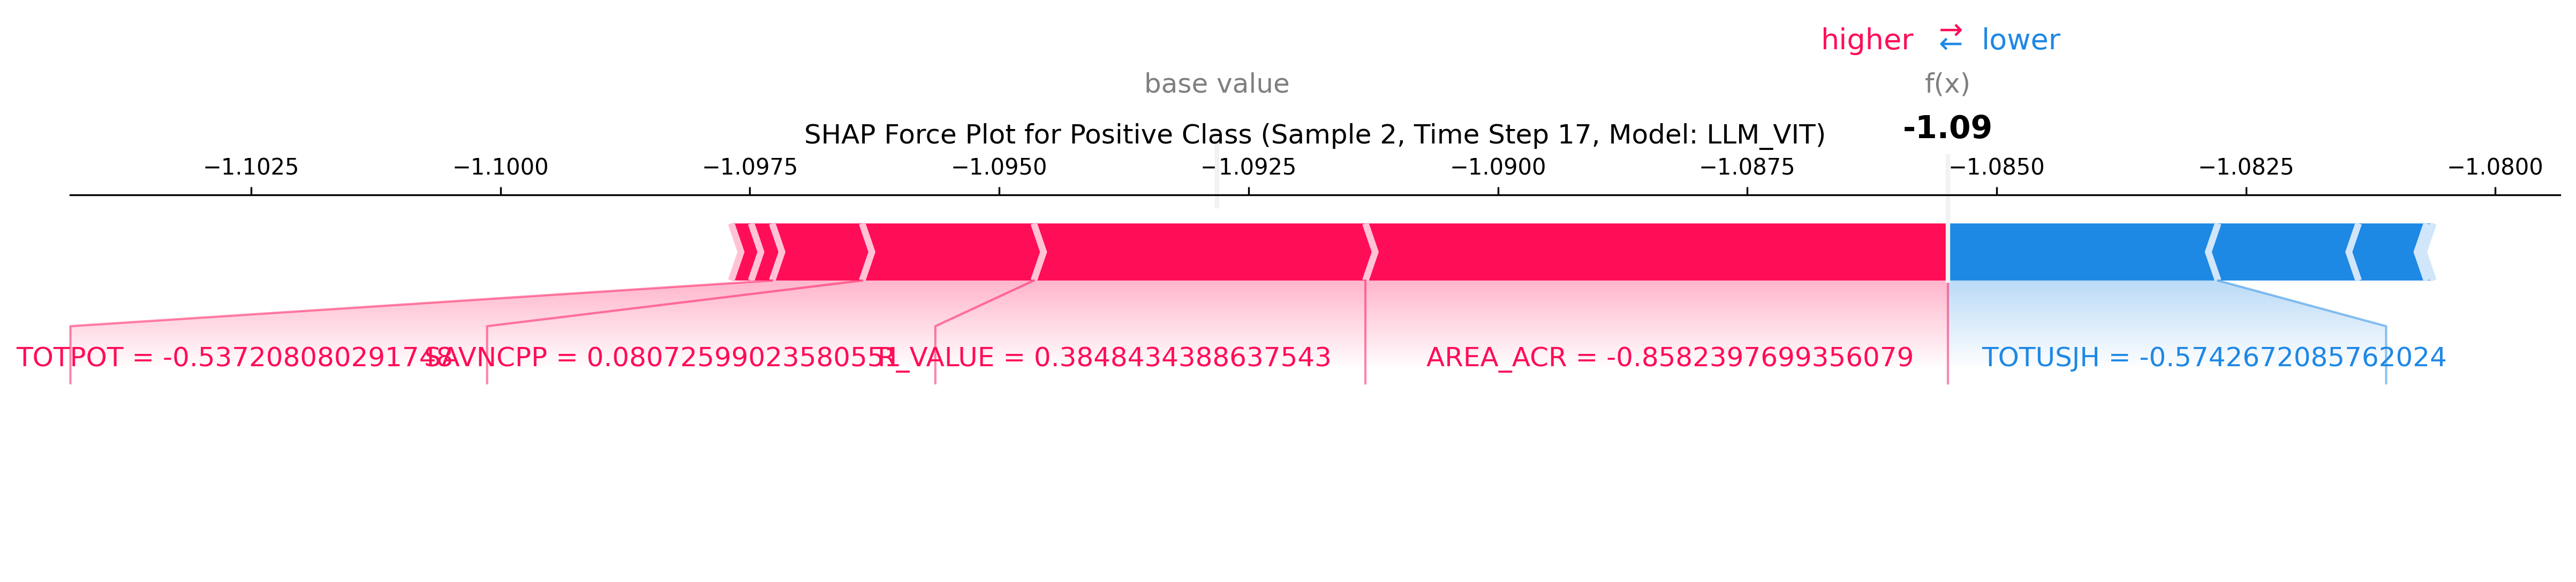 higher ⇄ lower
base value f(x)
SHAP Force Plot for Positive Class (Sample 2, Time Step 17, Model: LLM_VIT) -1.09
−1.1025 −1.1000 −1.0975 −1.0950 −1.0925 −1.0900 −1.0875 −1.0850 −1.0825 −1.0800
TOTPOT = -0.537208080291748 SAVNCPP = 0.0807259902358055 R_VALUE = 0.3848434388637543 AREA_ACR = -0.8582397699356079 TOTUSJH = -0.5742672085762024